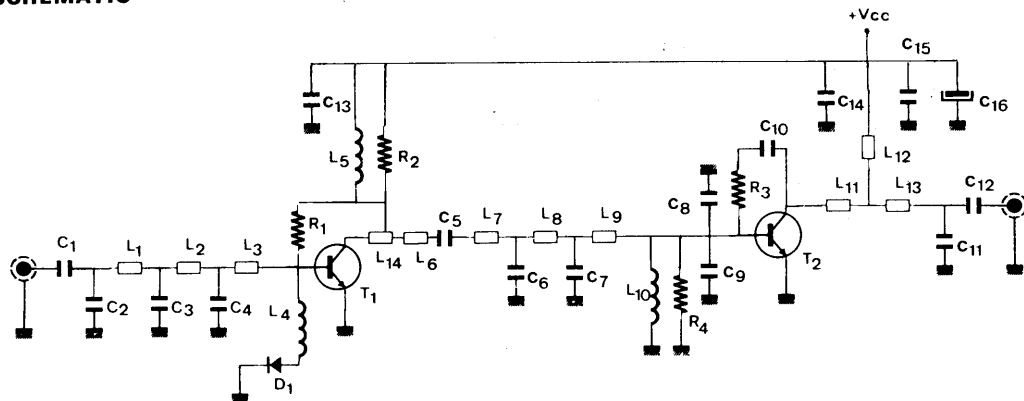 SCHEMATIC
+Vcc
C15
C13
C14
C16
C10
L5
R2
L12
R3
C8
L11
L13
C12
R1
C5
L7
L8
L9
C1
L1
L2
L3
L14
L6
T1
T2
C11
C2
C3
C4
L4
C6
C7
L10
C9
R4
D1